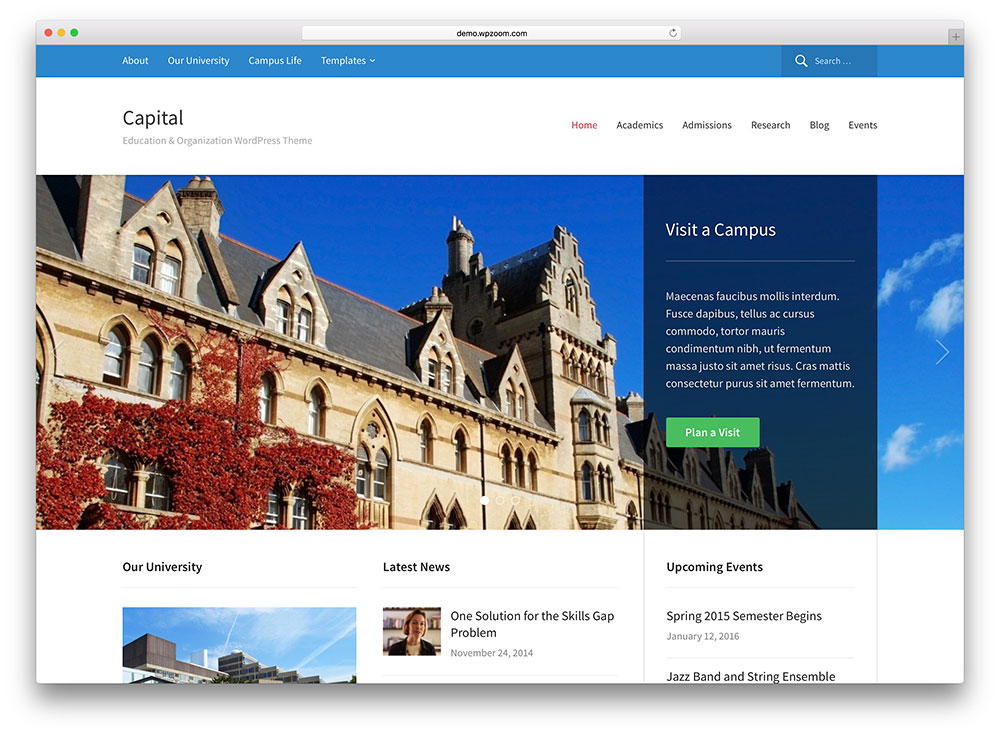 demo.wpzoom.com
About Our University Campus Life Templates
Search ...
Capital
Education & Organization WordPress Theme
Home Academics Admissions Research Blog Events
Visit a Campus
Maecenas faucibus mollis interdum.
Fusce dapibus, tellus ac cursus
commodo, tortor mauris
condimentum nibh, ut fermentum
massa justo sit amet risus. Cras mattis
consectetur purus sit amet fermentum.
Plan a Visit
Our University
Latest News
One Solution for the Skills Gap
Problem
November 24, 2014
Upcoming Events
Spring 2015 Semester Begins
January 12, 2016
Jazz Band and String Ensemble